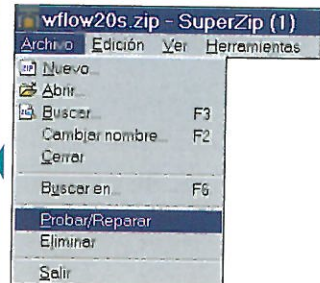 wflow20s.zip - SuperZip (1)
Archivo Edición Ver Herramientas
Nuevo...
Abrir...
Buscar... F3
Cambiar nombre... F2
Cerrar
Buscar en... F6
Probar/Reparar
Eliminar
Salir